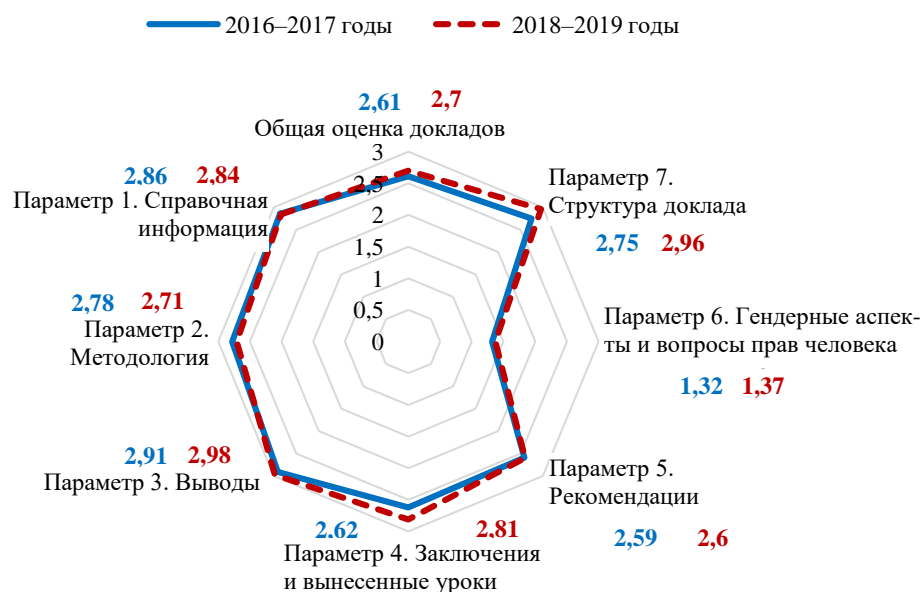 2016–2017 годы 2018–2019 годы
2,61 2,7
Общая оценка докладов
Параметр 7.
Структура доклада
2,75 2,96
Параметр 6. Гендерные аспек-
ты и вопросы прав человека
1,32 1,37
Параметр 5.
Рекомендации
2,59 2,6
2,62 2,81
Параметр 4. Заключения
и вынесенные уроки
2,91 2,98
Параметр 3. Выводы
2,78 2,71
Параметр 2.
Методология
2,86 2,84
Параметр 1. Справочная
информация
3
2,5
2
1,5
1
0,5
0